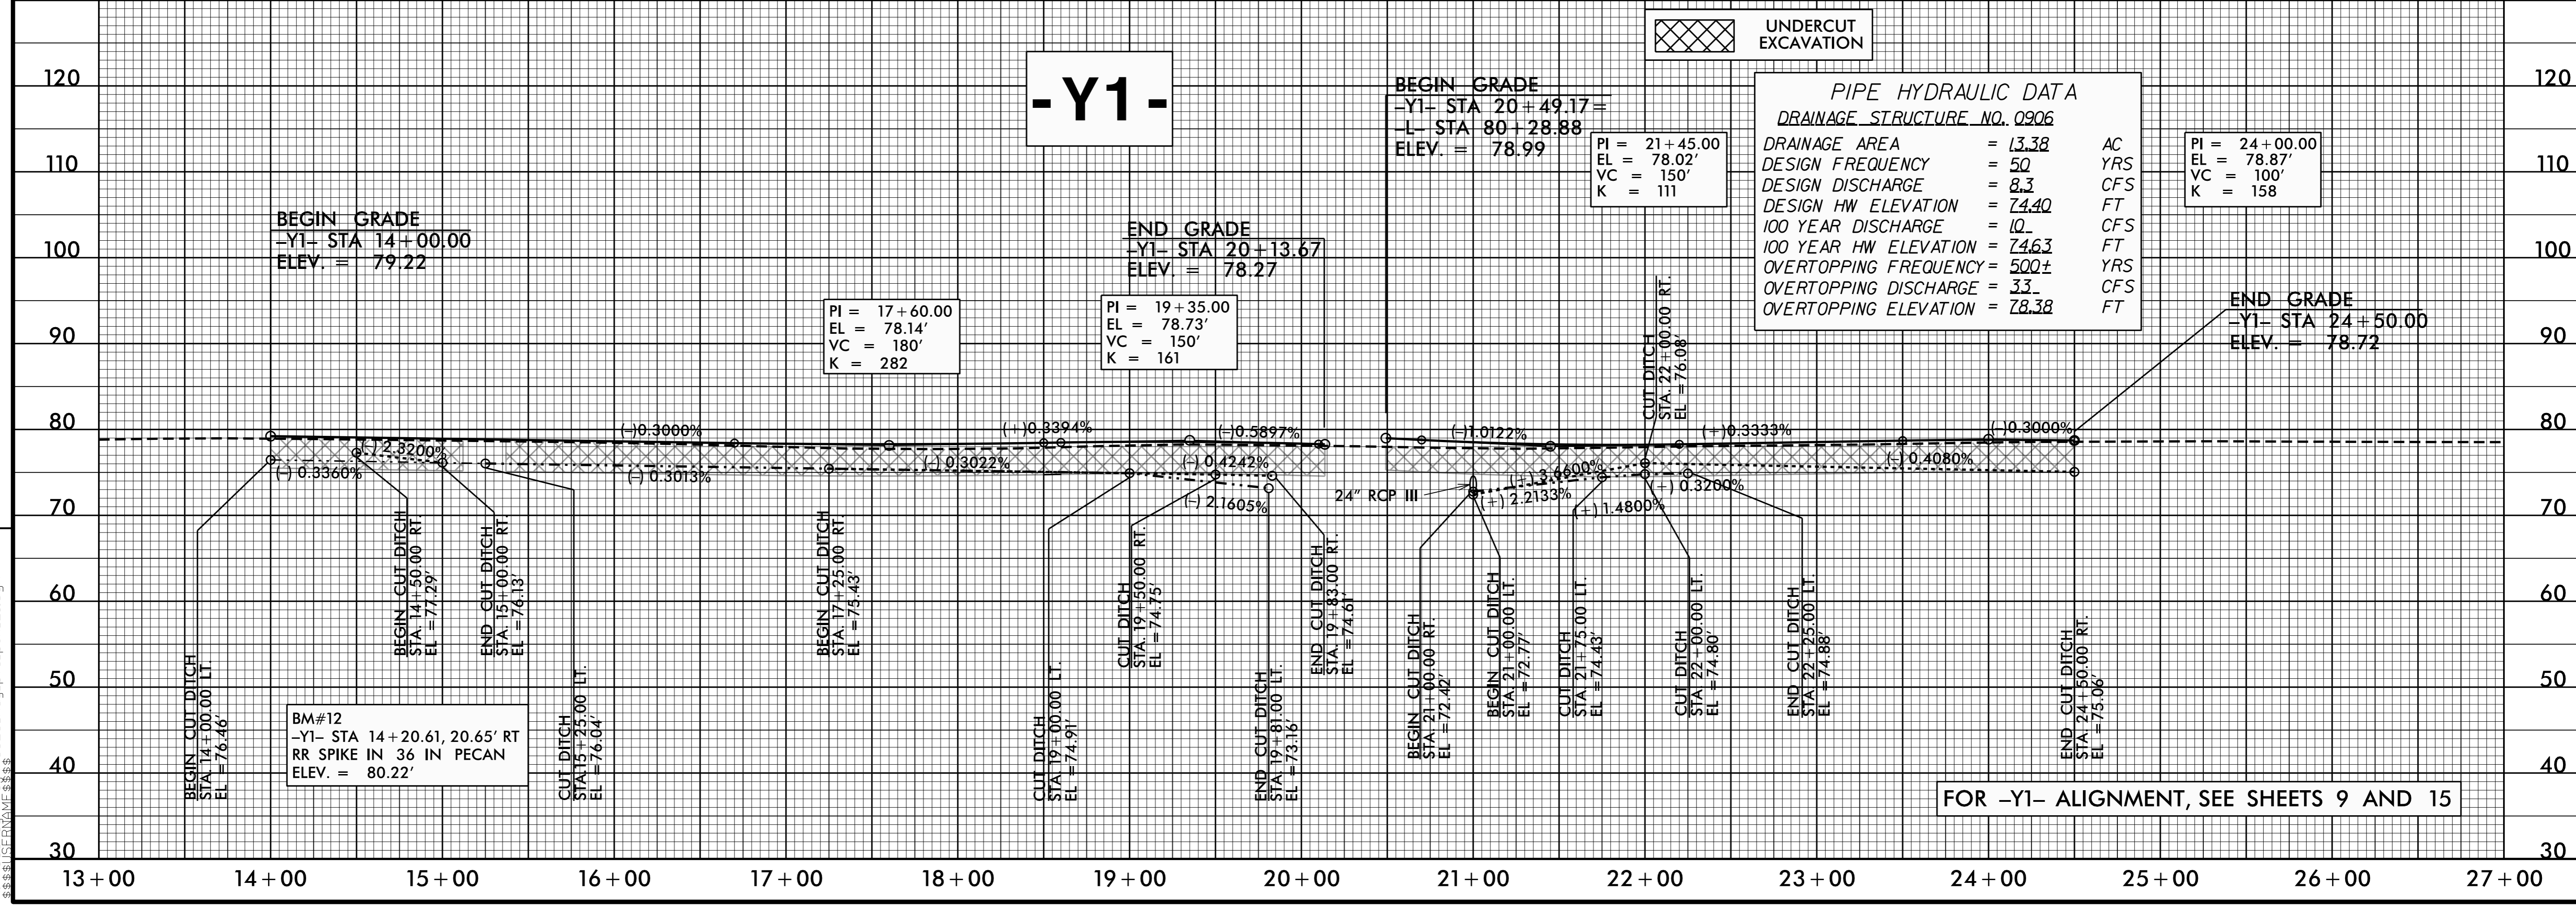 UNDERCUT
EXCAVATION
-Y1-
BEGIN GRADE
-Y1- STA 20+49.17=
-L- STA 80+28.88
ELEV. = 78.99
PI = 21+45.00
EL = 78.02'
VC = 150'
K = 111
PIPE HYDRAULIC DATA
DRAINAGE STRUCTURE NO. 0906
DRAINAGE AREA = 13.38 AC
DESIGN FREQUENCY = 50 YRS
DESIGN DISCHARGE = 8.3 CFS
DESIGN HW ELEVATION = 74.40 FT
100 YEAR DISCHARGE = 10 CFS
100 YEAR HW ELEVATION = 74.63 FT
OVERTOPPING FREQUENCY = 500+ YRS
OVERTOPPING DISCHARGE = 33 CFS
OVERTOPPING ELEVATION = 78.38 FT
PI = 24+00.00
EL = 78.87'
VC = 100'
K = 158
BEGIN GRADE
-Y1- STA 14+00.00
ELEV. = 79.22
END GRADE
-Y1- STA 20+13.67
ELEV. = 78.27
PI = 17+60.00
EL = 78.14'
VC = 180'
K = 282
PI = 19+35.00
EL = 78.73'
VC = 150'
K = 161
END GRADE
-Y1- STA 24+50.00
ELEV. = 78.72
CUT DITCH
STA. 22+00.00 RT.
EL =76.08'
(-)0.3000%
(+)0.3394%
(-)0.5897%
(-)1.0122%
(+)0.3333%
(-)0.3000%
(-) 2.3200%
(-) 0.3360%
(-) 0.3013%
(-) 0.3022%
(-) 0.4242%
(-) 2.1605%
24" RCP III
(+) 3.6600%
(+) 2.2133%
(+) 1.4800%
(+) 0.3200%
(-) 0.4080%
BEGIN CUT DITCH
STA. 14+00.00 LT.
EL =76.46'
BEGIN CUT DITCH
STA. 14+50.00 RT.
EL =77.29'
END CUT DITCH
STA. 15+00.00 RT.
EL =76.13'
CUT DITCH
STA.15+25.00 LT.
EL =76.04'
BEGIN CUT DITCH
STA. 17+25.00 RT.
EL =75.43'
CUT DITCH
STA. 19+00.00 LT.
EL =74.91'
CUT DITCH
STA. 19+50.00 RT.
EL =74.75'
END CUT DITCH
STA. 19+81.00 LT.
EL =73.16'
END CUT DITCH
STA. 19+83.00 RT.
EL =74.61'
BEGIN CUT DITCH
STA. 21+00.00 RT.
EL =72.42'
BEGIN CUT DITCH
STA. 21+00.00 LT.
EL =72.77'
CUT DITCH
STA. 21+75.00 LT.
EL =74.43'
CUT DITCH
STA. 22+00.00 LT.
EL =74.80'
END CUT DITCH
STA. 22+25.00 LT.
EL =74.88'
END CUT DITCH
STA. 24+50.00 RT.
EL =75.06'
BM#12
-Y1- STA 14+20.61, 20.65' RT
RR SPIKE IN 36 IN PECAN
ELEV. = 80.22'
FOR -Y1- ALIGNMENT, SEE SHEETS 9 AND 15
120 120
110 110
100 100
90 90
80 80
70 70
60 60
50 50
40 40
30 30
13+00 14+00 15+00 16+00 17+00 18+00 19+00 20+00 21+00 22+00 23+00 24+00 25+00 26+00 27+00
$$$$USERNAME$$$$